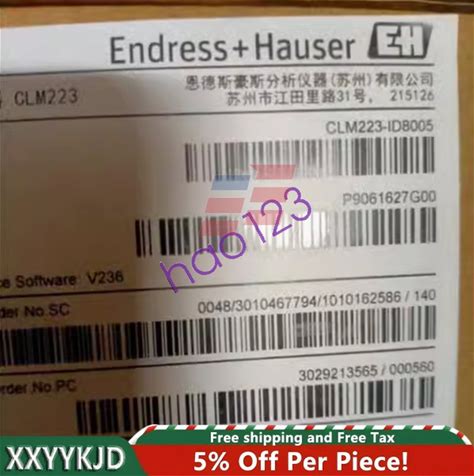 Endress+Hauser EH
恩德斯豪斯分析仪器(苏州)有限公司
苏州市江田里路31号, 215126
CLM223
CLM223-ID8005
P9061627G00
hao123
ce Software: V236
rder No.SC
0048/3010467794/1010162586 / 140
rder No.PC
3029213565 / 000560
XXYYKJD
Free shipping and Free Tax
5% Off Per Piece!